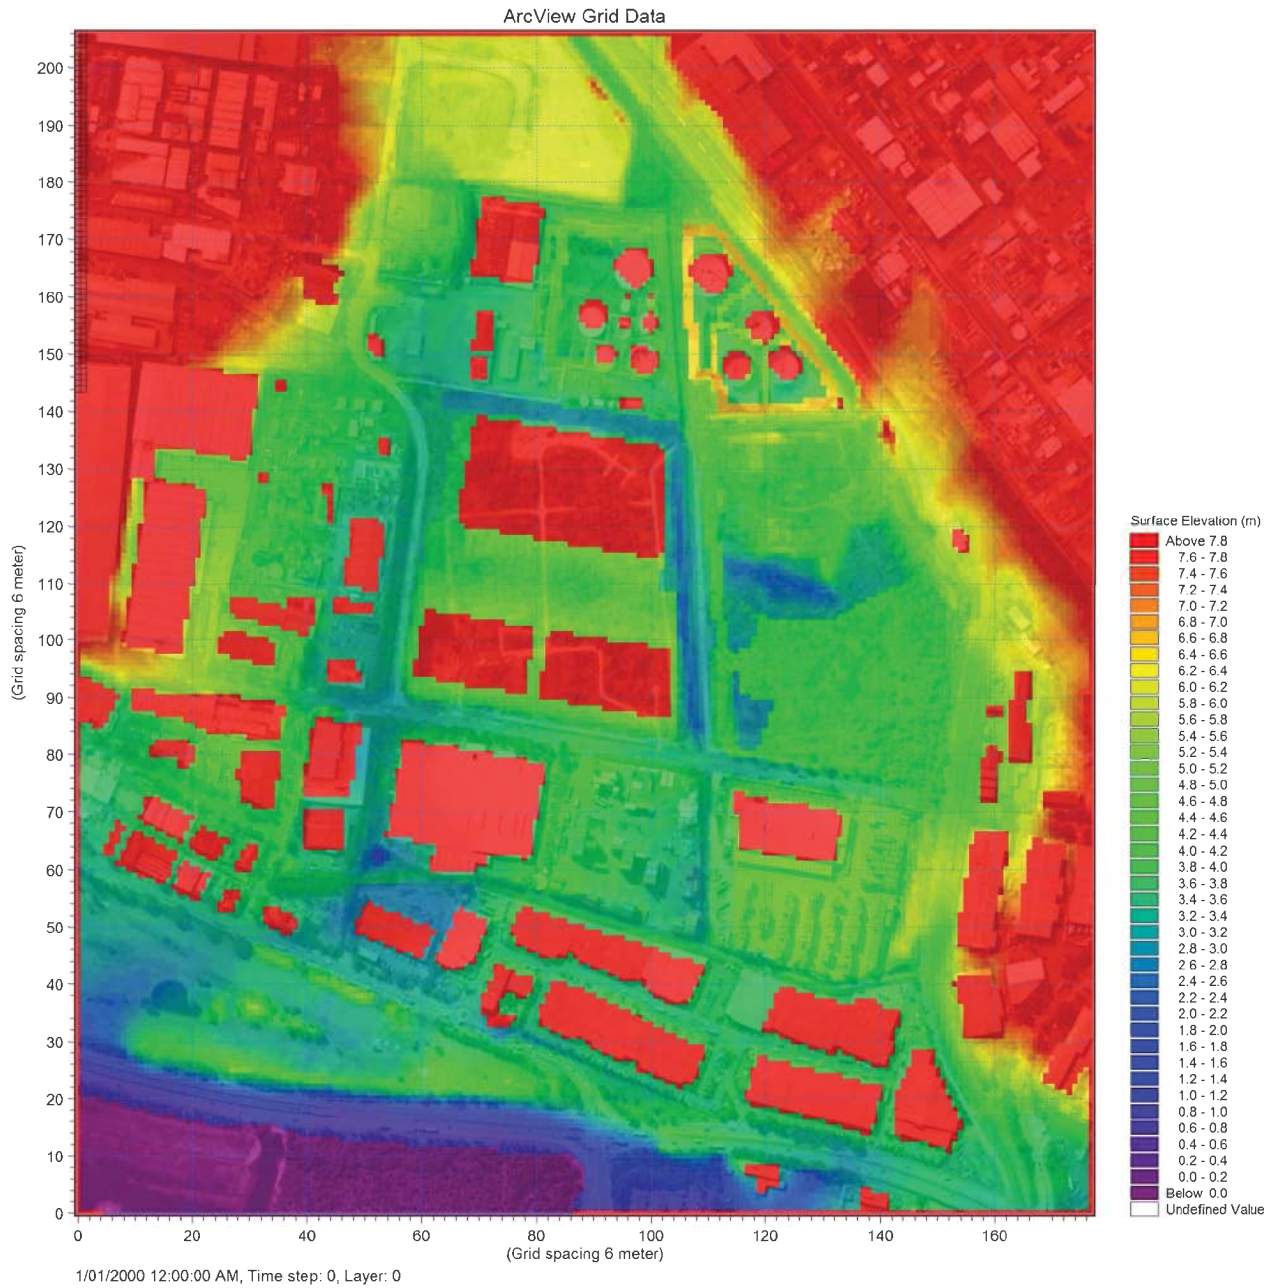 ArcView Grid Data
200
190
180
170
160
150
140
130
120
110
100
90
80
70
60
50
40
30
20
10
0
(Grid spacing 6 meter)
0 20 40 60 80 100 120 140 160
(Grid spacing 6 meter)
1/01/2000 12:00:00 AM, Time step: 0, Layer: 0
Surface Elevation (m)
Above 7.8
7.6 - 7.8
7.4 - 7.6
7.2 - 7.4
7.0 - 7.2
6.8 - 7.0
6.6 - 6.8
6.4 - 6.6
6.2 - 6.4
6.0 - 6.2
5.8 - 6.0
5.6 - 5.8
5.4 - 5.6
5.2 - 5.4
5.0 - 5.2
4.8 - 5.0
4.6 - 4.8
4.4 - 4.6
4.2 - 4.4
4.0 - 4.2
3.8 - 4.0
3.6 - 3.8
3.4 - 3.6
3.2 - 3.4
3.0 - 3.2
2.8 - 3.0
2.6 - 2.8
2.4 - 2.6
2.2 - 2.4
2.0 - 2.2
1.8 - 2.0
1.6 - 1.8
1.4 - 1.6
1.2 - 1.4
1.0 - 1.2
0.8 - 1.0
0.6 - 0.8
0.4 - 0.6
0.2 - 0.4
0.0 - 0.2
Below 0.0
Undefined Value